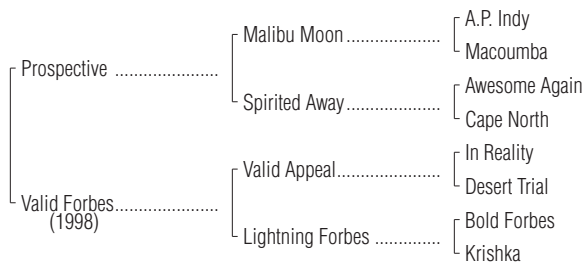 A.P. Indy
Malibu Moon ........................
Macoumba
Prospective ..........................
Awesome Again
Spirited Away .................
Cape North
In Reality
Valid Appeal....................
Desert Trial
Valid Forbes..........................
(1998)
Bold Forbes
Lightning Forbes ................
Krishka